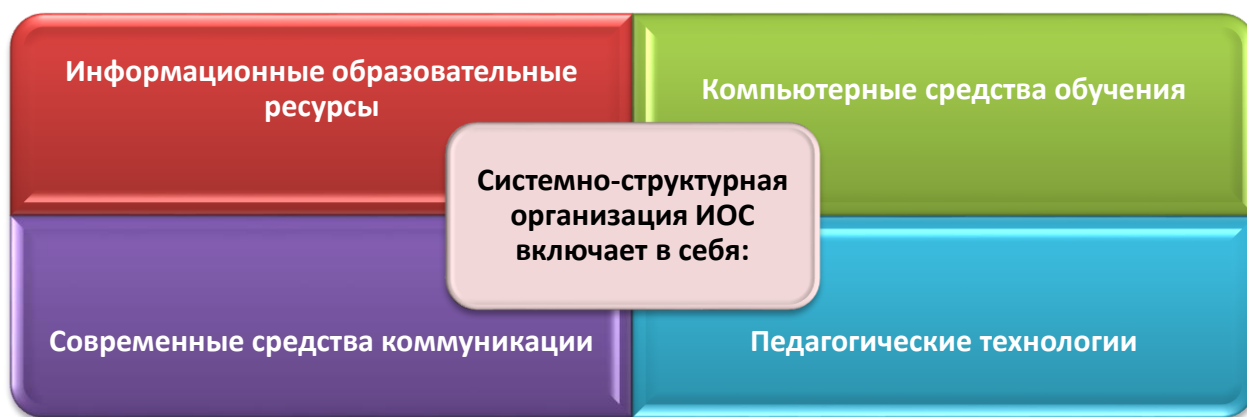 Информационные образовательные
ресурсы
Компьютерные средства обучения
Системно-структурная
организация ИОС
включает в себя:
Современные средства коммуникации
Педагогические технологии